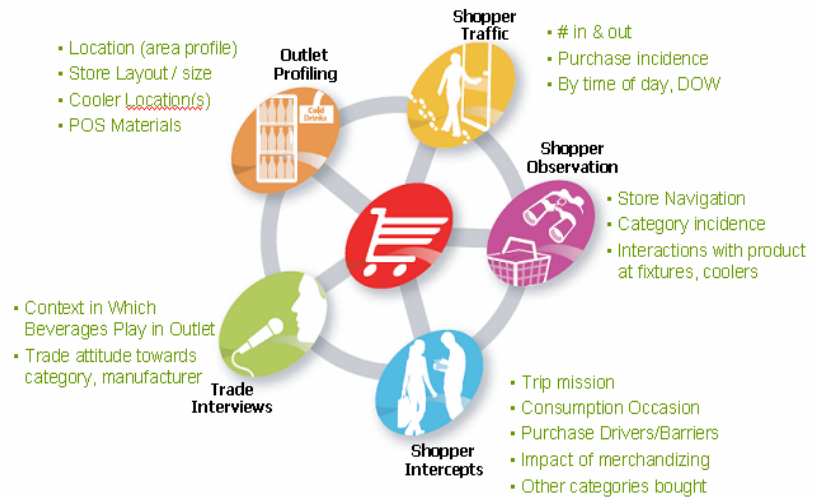 Shopper
Traffic
▪ # in & out
▪ Purchase incidence
▪ By time of day, DOW
Outlet
Profiling
▪ Location (area profile)
▪ Store Layout / size
▪ Cooler Location(s)
▪ POS Materials
Cold
Drinks
Shopper
Observation
▪ Store Navigation
▪ Category incidence
▪ Interactions with product
at fixtures, coolers
▪ Context in Which
Beverages Play in Outlet
▪ Trade attitude towards
category, manufacturer
Trade
Interviews
Shopper
Intercepts
▪ Trip mission
▪ Consumption Occasion
▪ Purchase Drivers/Barriers
▪ Impact of merchandizing
▪ Other categories bought